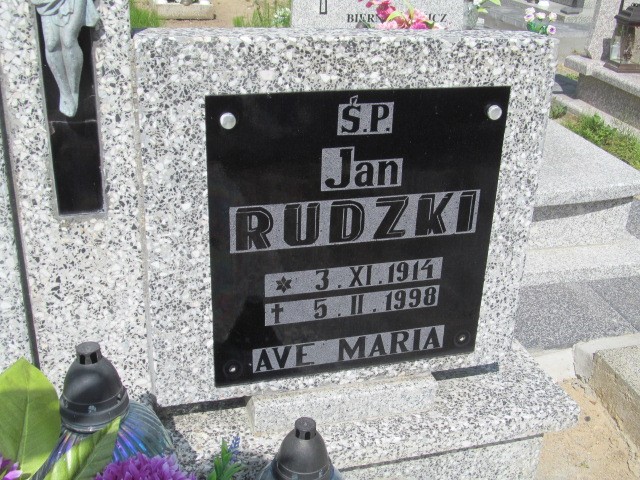 Ś.P.
Jan
RUDZKI
* 3.XI.1914
† 5.II.1998
AVE MARIA